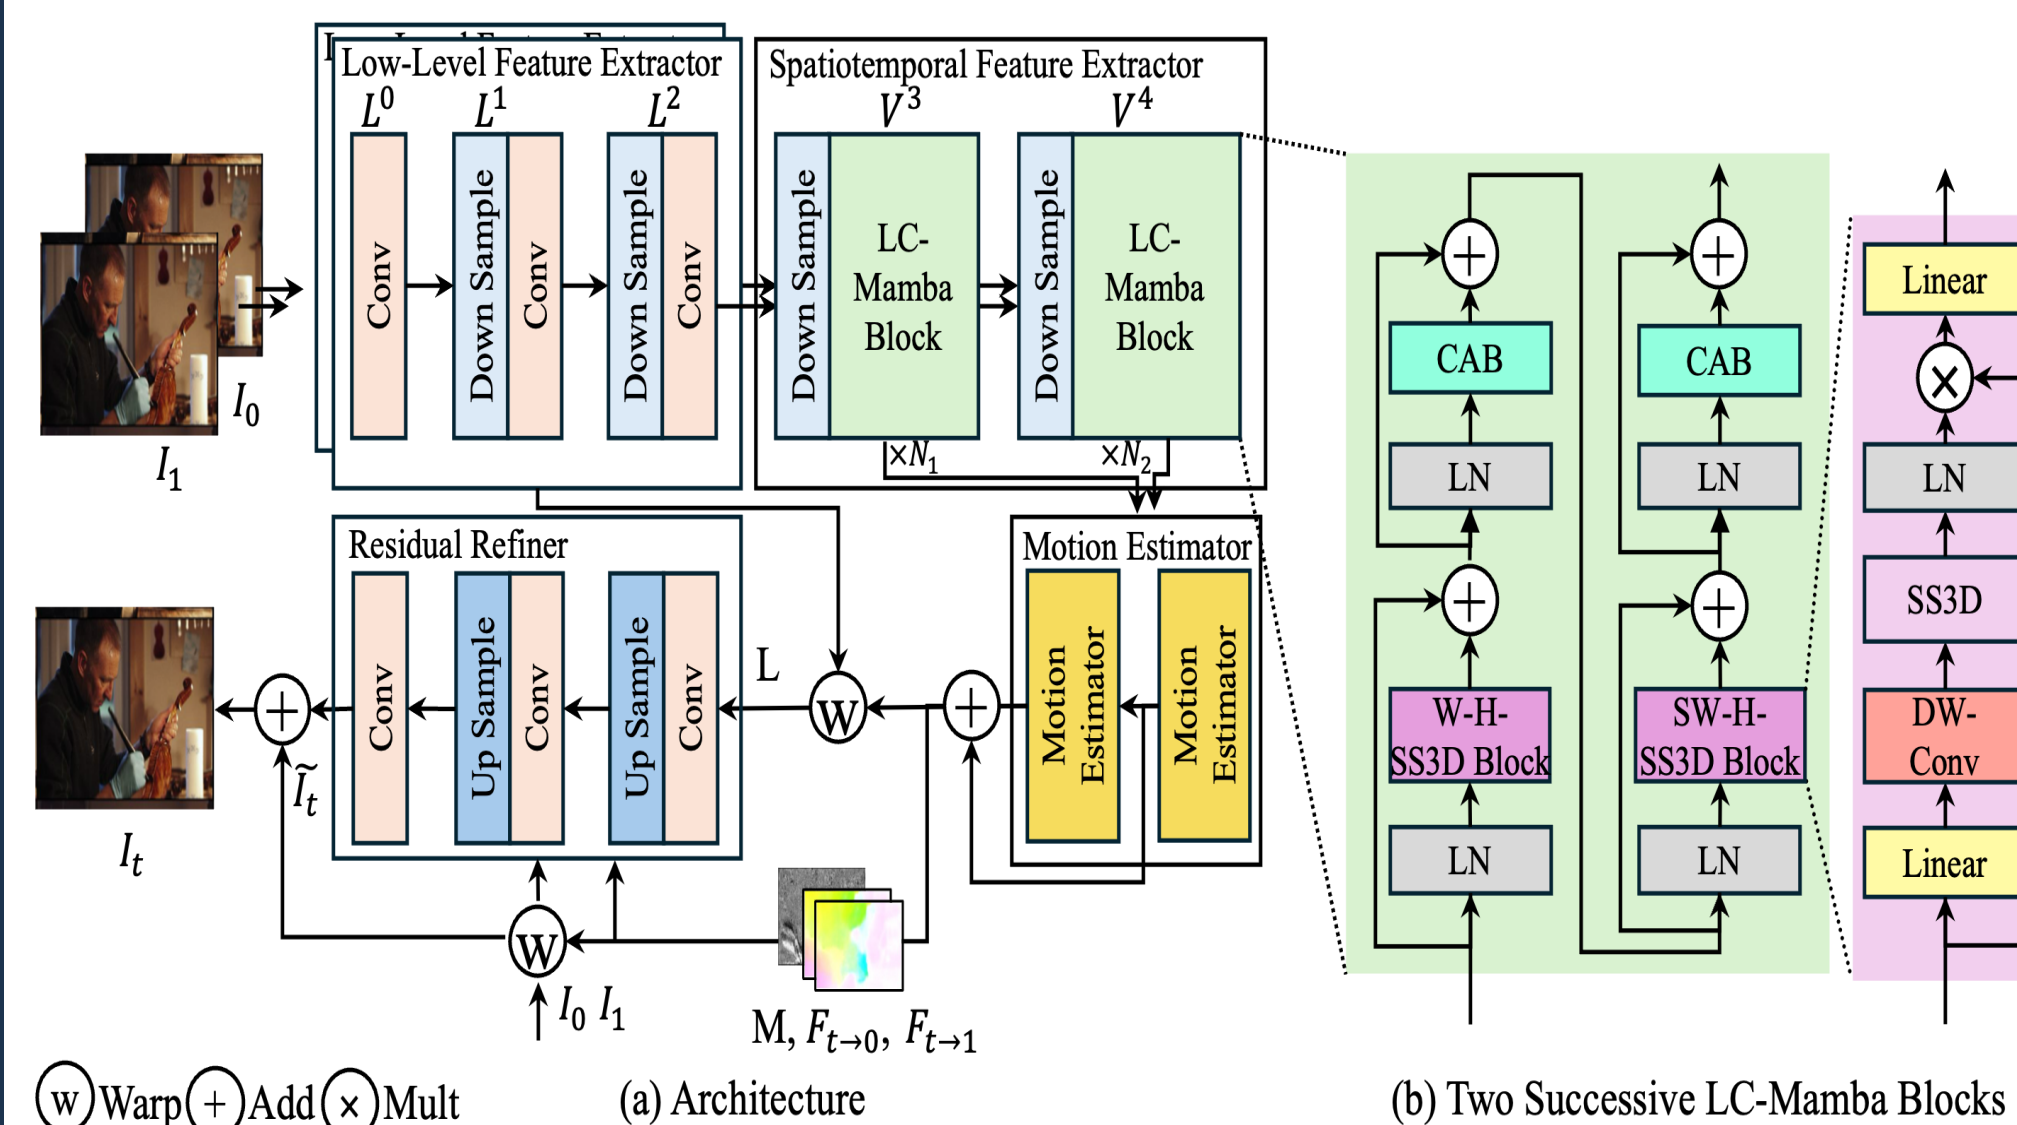 Low-Level Feature Extractor
L⁰ L¹ L²
Conv
Down Sample
Conv
Down Sample
Conv
Spatiotemporal Feature Extractor
V³ V⁴
Down Sample
LC-
Mamba
Block
Down Sample
LC-
Mamba
Block
×N₁ ×N₂
I₀
I₁
Residual Refiner
Conv
Up Sample
Conv
Up Sample
Conv
L
W
Motion Estimator
Motion
Estimator
Motion
Estimator
+
+
Ĩₜ
Iₜ
W
I₀ I₁
M, Fₜ→₀, Fₜ→₁
+
CAB
LN
+
W-H-
SS3D Block
LN
+
CAB
LN
+
SW-H-
SS3D Block
LN
Linear
×
LN
SS3D
DW-
Conv
Linear
w Warp + Add × Mult
(a) Architecture
(b) Two Successive LC-Mamba Blocks